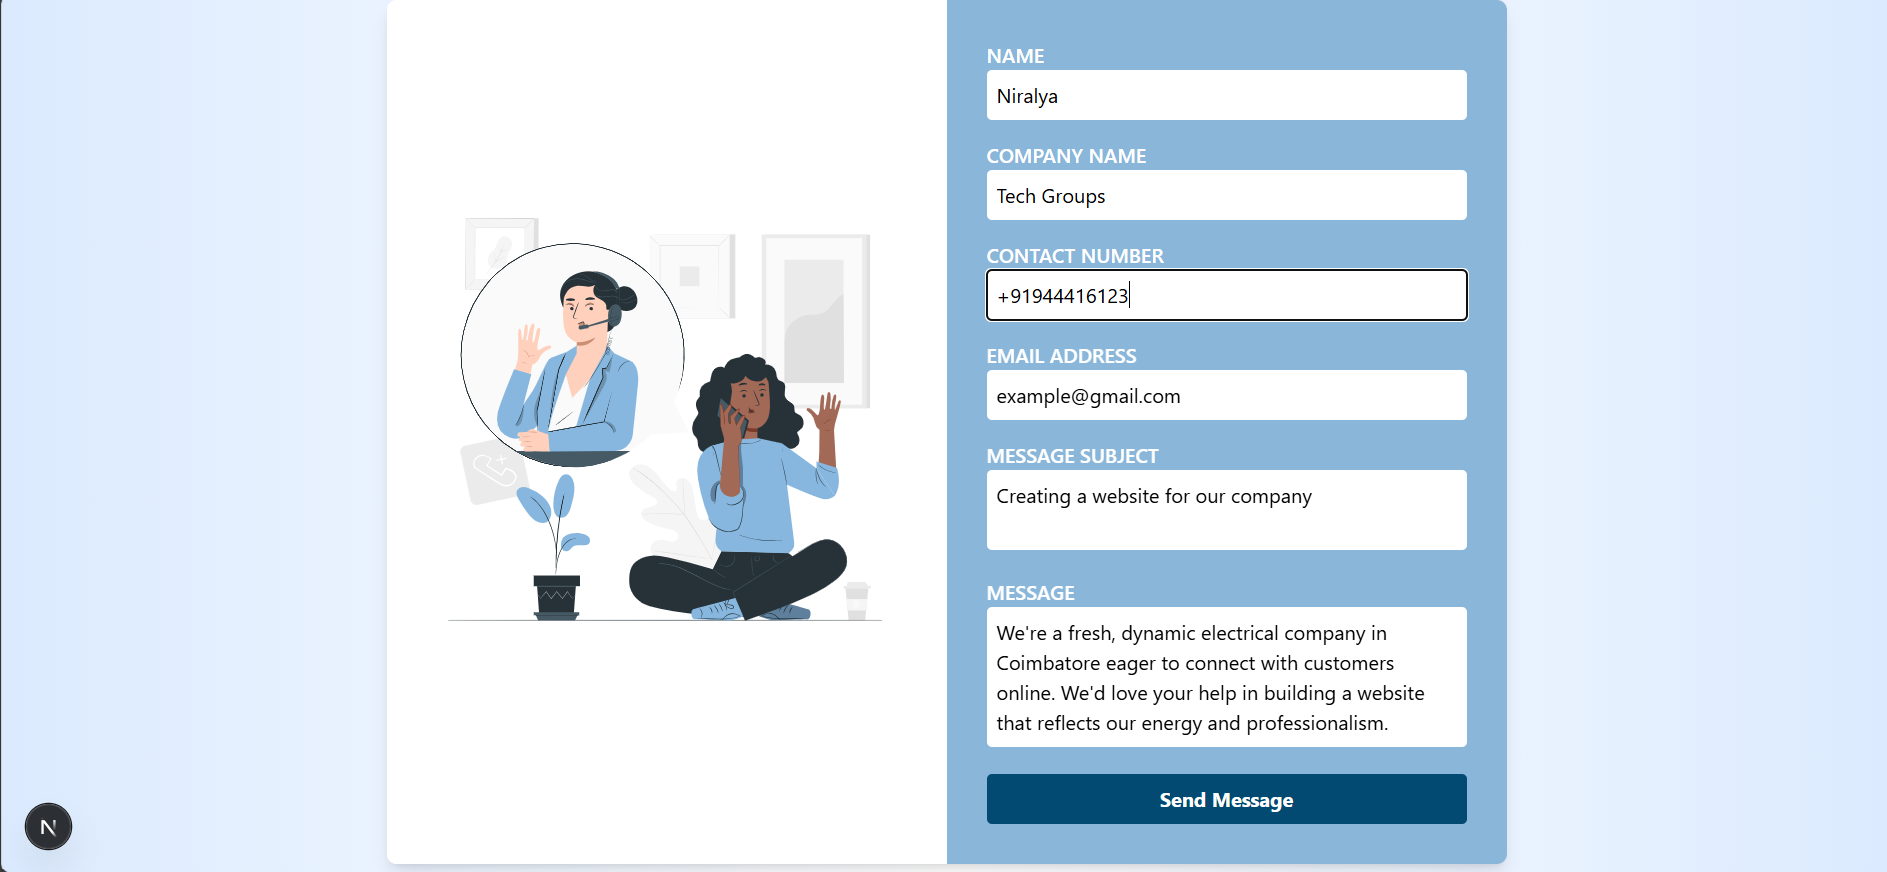 NAME
Niralya
COMPANY NAME
Tech Groups
CONTACT NUMBER
+91944416123
EMAIL ADDRESS
example@gmail.com
MESSAGE SUBJECT
Creating a website for our company
MESSAGE
We're a fresh, dynamic electrical company in
Coimbatore eager to connect with customers
online. We'd love your help in building a website
that reflects our energy and professionalism.
Send Message
N